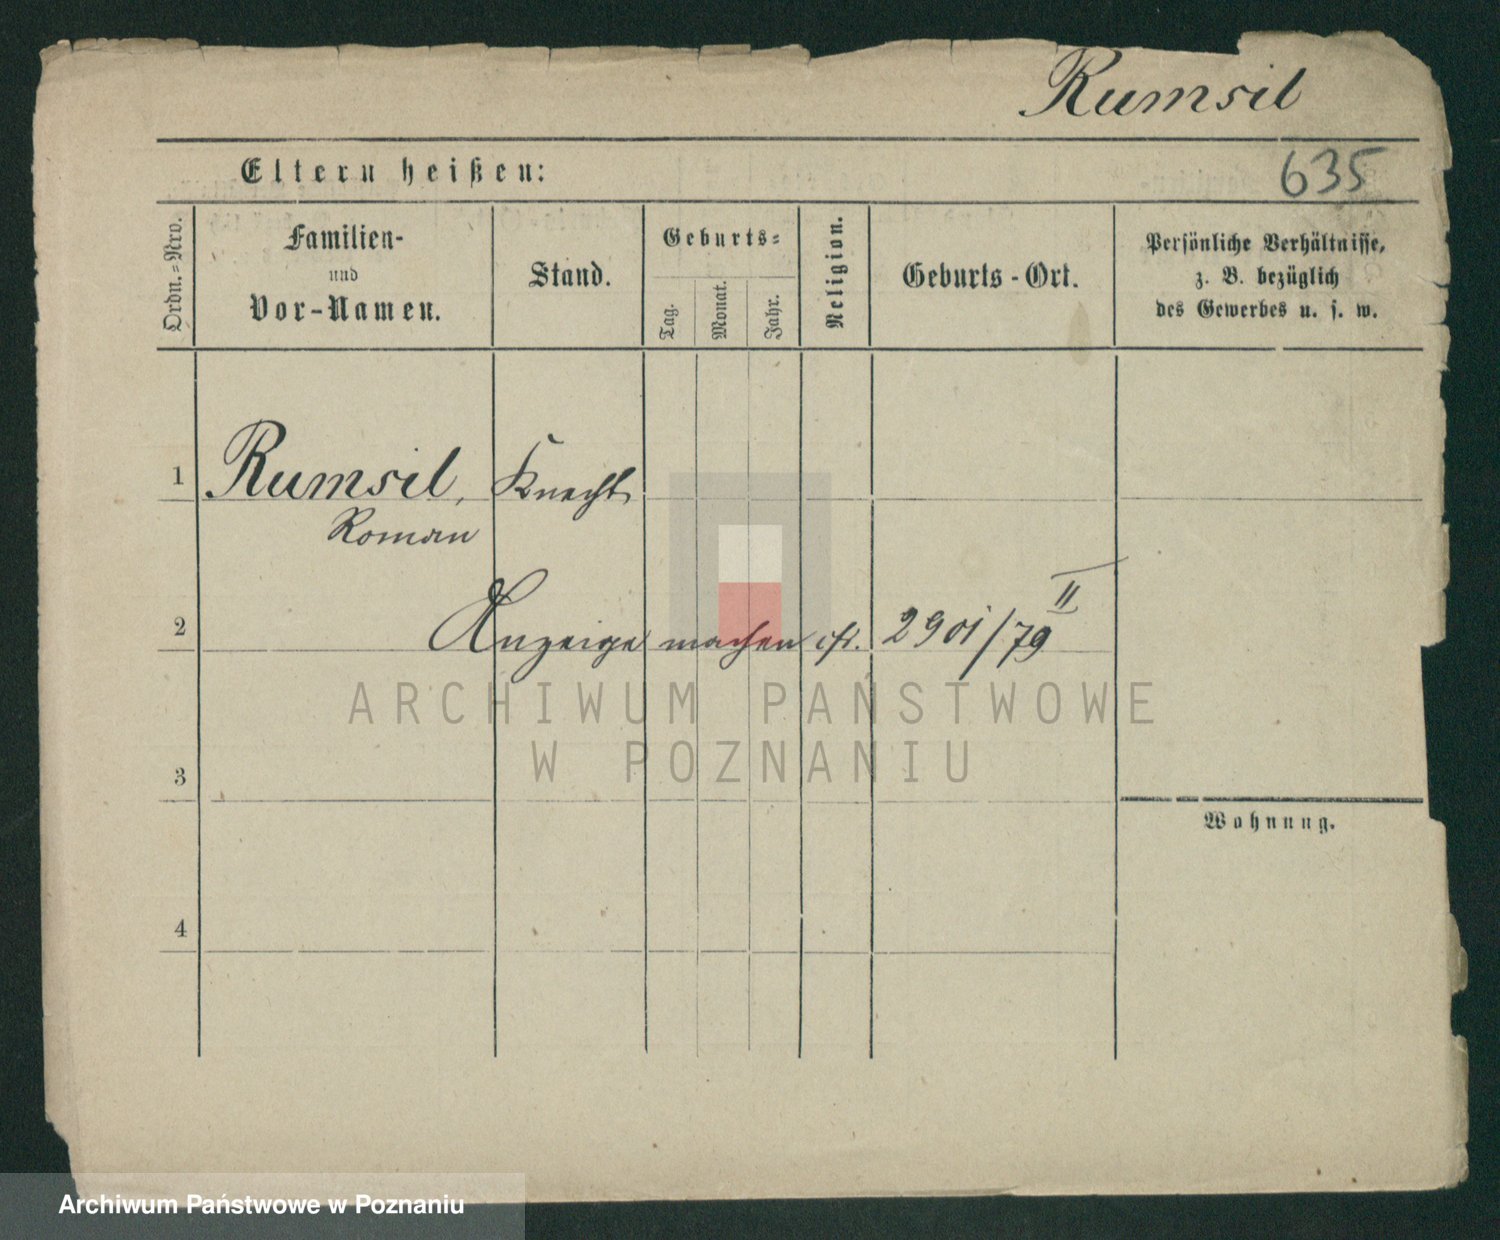 Rumsil
Eltern heißen:
635
Ordn.-Nro.
Familien-
und
Vor-Namen.
Stand.
Geburts-
Tag.
Monat.
Jahr.
Religion.
Geburts-Ort.
Persönliche Verhältnisse,
z. B. bezüglich
des Gewerbes u. s. w.
1 Rumsil, Knecht
Roman
2 Anzeige machen 2901/79 II
ARCHIWUM PAŃSTWOWE
W POZNANIU
3
Wohnung.
4
Archiwum Państwowe w Poznaniu